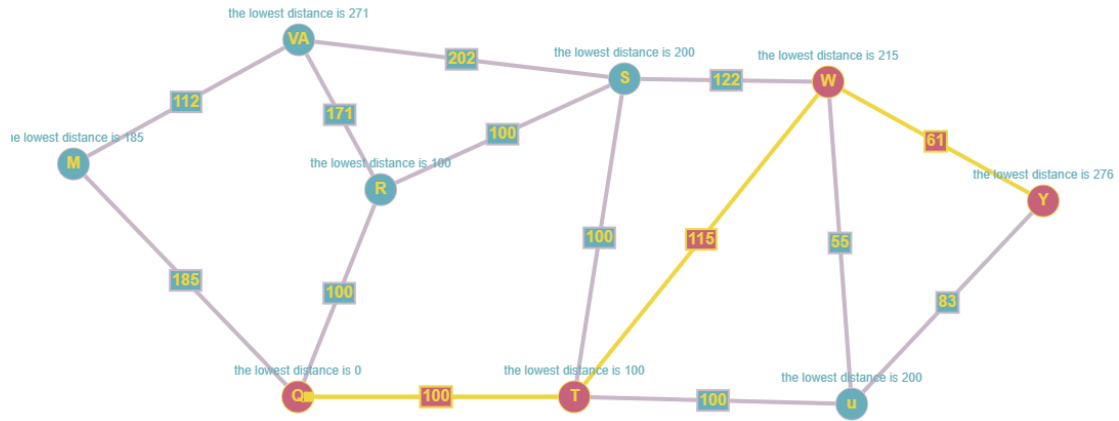 the lowest distance is 271
VA
the lowest distance is 200
S
the lowest distance is 215
W
202
122
112
171
100
61
e lowest distance is 185
M
the lowest distance is 100
R
the lowest distance is 276
Y
100
115
55
185
100
83
the lowest distance is 0
Q
100
the lowest distance is 100
T
100
the lowest distance is 200
u